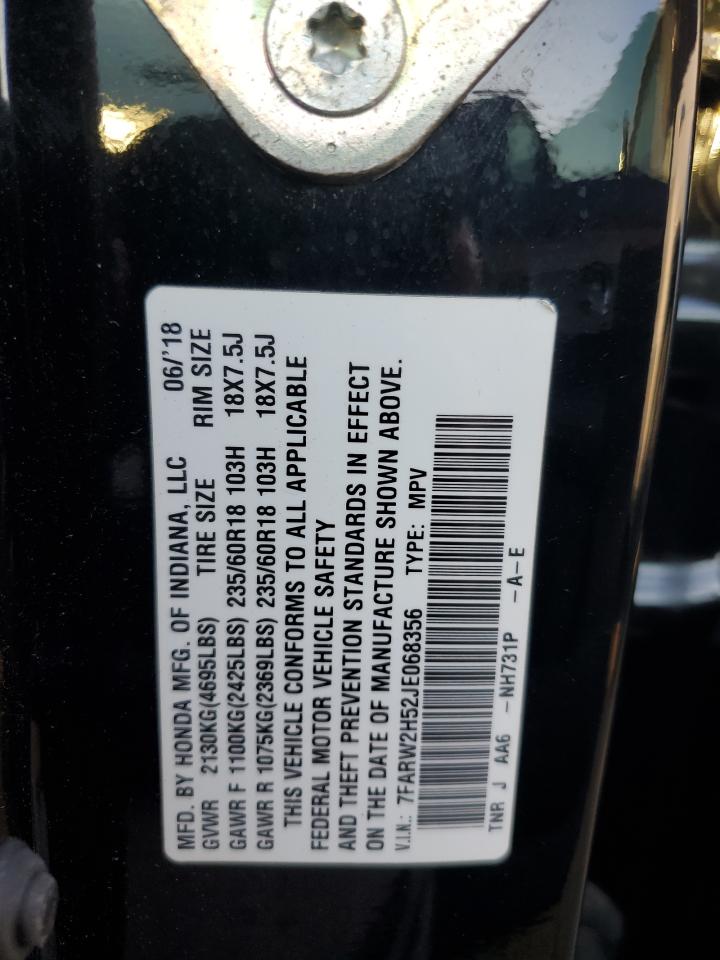 MFD. BY HONDA MFG. OF INDIANA, LLC 06/'18
GVWR 2130KG(4695LBS) TIRE SIZE RIM SIZE
GAWR F 1100KG(2425LBS) 235/60R18 103H 18X7.5J
GAWR R 1075KG(2369LBS) 235/60R18 103H 18X7.5J
THIS VEHICLE CONFORMS TO ALL APPLICABLE
FEDERAL MOTOR VEHICLE SAFETY
AND THEFT PREVENTION STANDARDS IN EFFECT
ON THE DATE OF MANUFACTURE SHOWN ABOVE.
V.I.N.: 7FARW2H52JE068356 TYPE: MPV
TNR J AA6 -NH731P -A-E